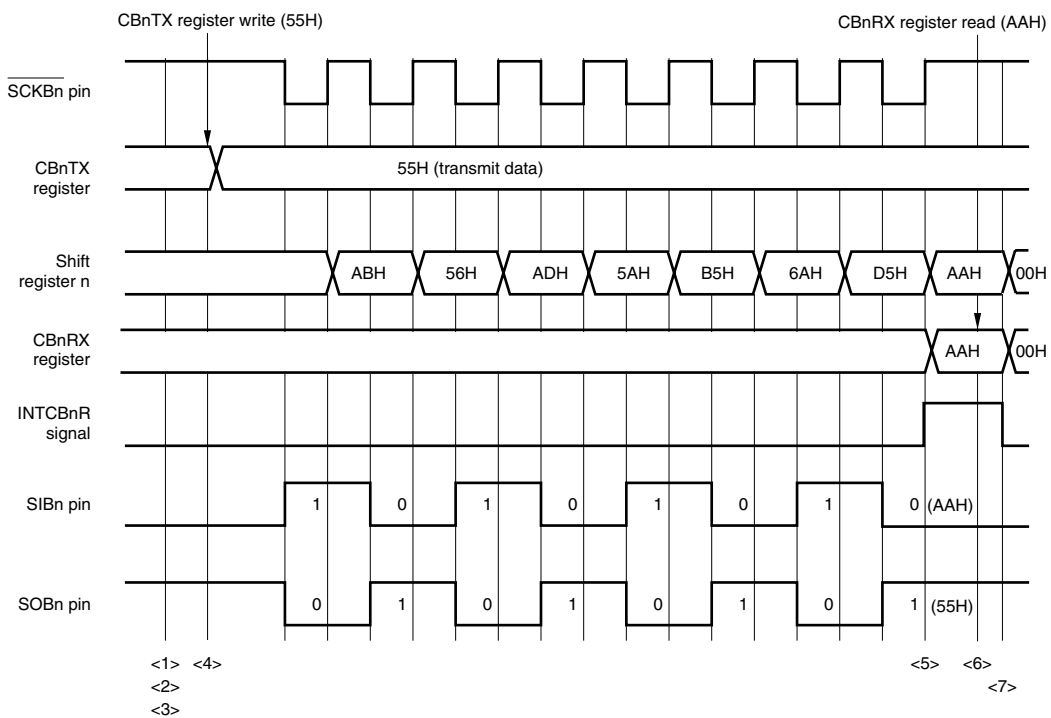 CBnTX register write (55H)
CBnRX register read (AAH)
SCKBn pin
CBnTX
register
55H (transmit data)
Shift
register n
ABH
56H
ADH
5AH
B5H
6AH
D5H
AAH
00H
CBnRX
register
AAH
00H
INTCBnR
signal
SIBn pin
1
0
1
0
1
0
1
0 (AAH)
SOBn pin
0
1
0
1
0
1
0
1 (55H)
<1> <4> <5> <6>
<2> <7>
<3>